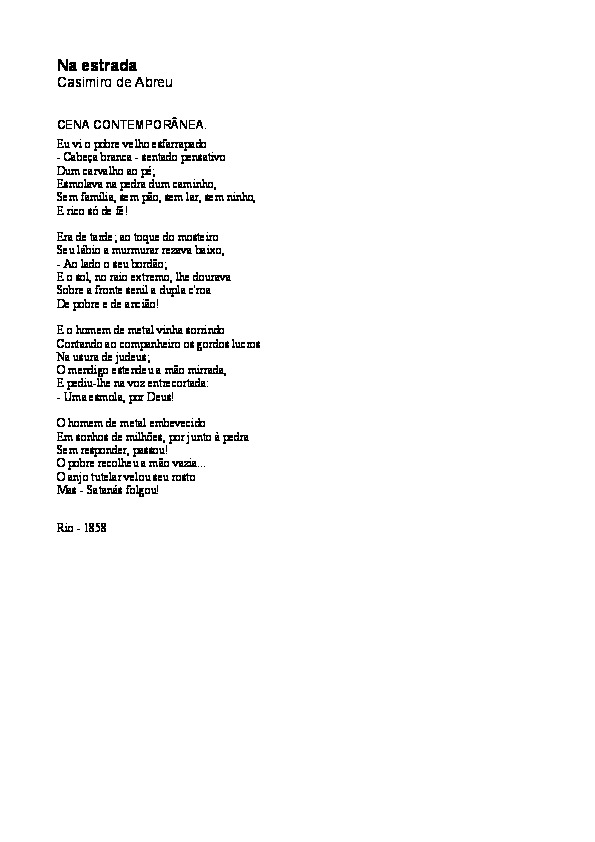 Na estrada
Casimiro de Abreu
CENA CONTEMPORÂNEA.
Eu vi o pobre velho esfarrapado
- Cabeça branca - sentado pensativo
Dum carvalho ao pé;
Esmolava na pedra dum caminho,
Sem família, sem pão, sem lar, sem ninho,
E rico só de fé!
Era de tarde; ao toque do mosteiro
Seu lábio a murmurar rezava baixo,
- Ao lado o seu bordão;
E o sol, no raio extremo, lhe dourava
Sobre a fronte senil a dupla c'roa
De pobre e de ancião!
E o homem de metal vinha sorrindo
Contando ao companheiro os gordos lucros
Na usura de judeus;
O mendigo estendeu a mão mirrada,
E pediu-lhe na voz entrecortada:
- Uma esmola, por Deus!
O homem de metal embevecido
Em sonhos de milhões, por junto à pedra
Sem responder, passou!
O pobre recolheu a mão vazia...
O anjo tutelar velou seu rosto
Mas - Satanás folgou!
Rio - 1858